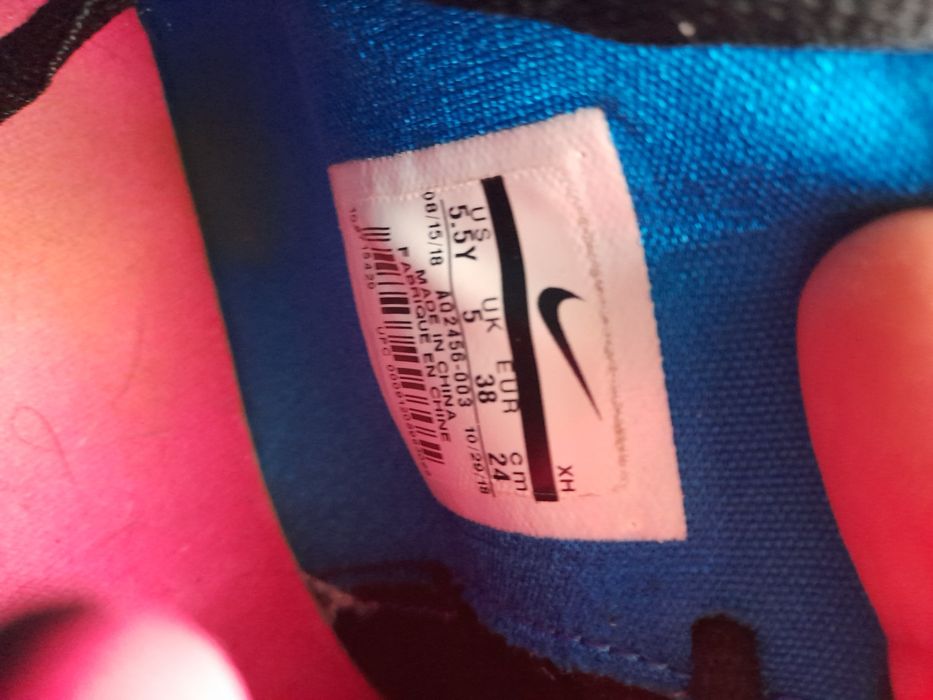 XH
US UK EUR cm
5.5Y 5 38 24
08/15/18 AO2456-003 10/29/18
MADE IN CHINA
FABRIQUE EN CHINE